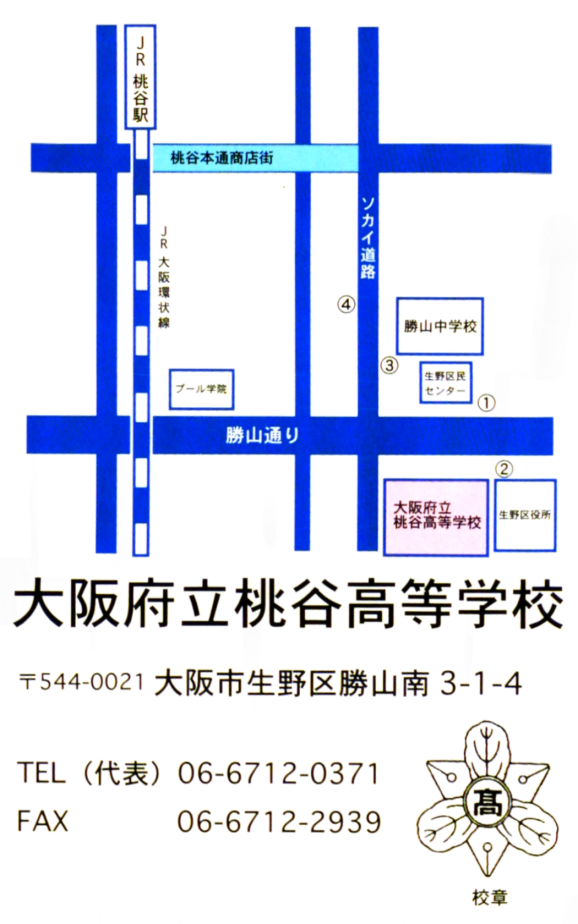 JR桃谷駅
桃谷本通商店街
ソカイ道路
JR大阪環状線
④
勝山中学校
③
生野区民
センター
プール学院
①
勝山通り
②
大阪府立
桃谷高等学校
生野区役所
大阪府立桃谷高等学校
〒544-0021 大阪市生野区勝山南 3-1-4
TEL（代表）06-6712-0371
FAX 06-6712-2939
髙
校章